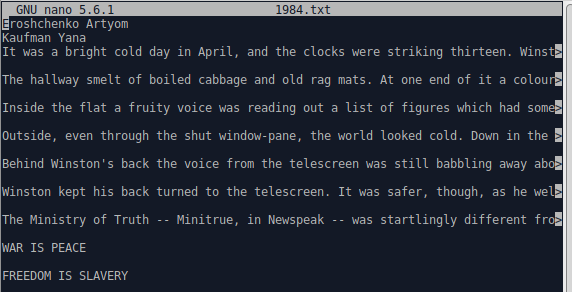 GNU nano 5.6.1 1984.txt
Eroshchenko Artyom
Kaufman Yana
It was a bright cold day in April, and the clocks were striking thirteen. Winst>
The hallway smelt of boiled cabbage and old rag mats. At one end of it a colour>
Inside the flat a fruity voice was reading out a list of figures which had some>
Outside, even through the shut window-pane, the world looked cold. Down in the >
Behind Winston's back the voice from the telescreen was still babbling away abo>
Winston kept his back turned to the telescreen. It was safer, though, as he wel>
The Ministry of Truth -- Minitrue, in Newspeak -- was startlingly different fro>
WAR IS PEACE
FREEDOM IS SLAVERY